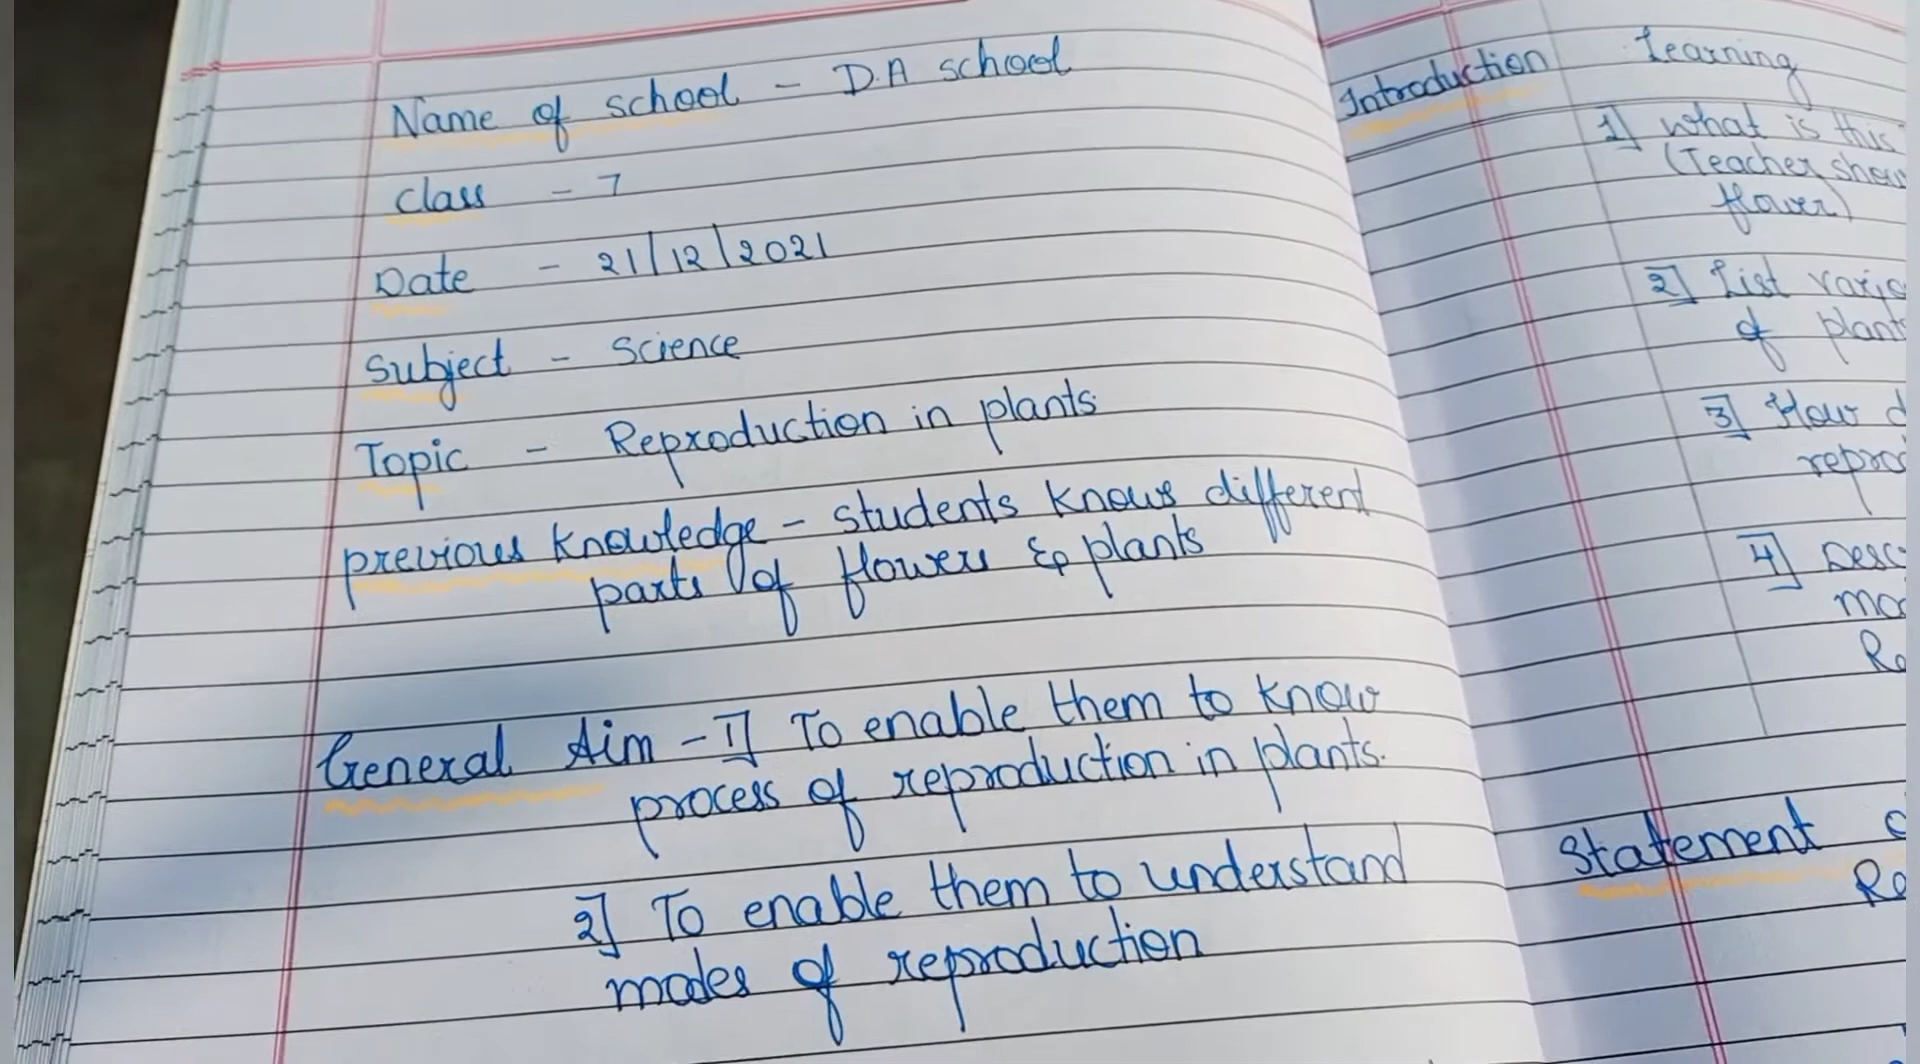 Name of school - D.A school
Class - 7
Date - 21/12/2021
Subject - Science
Topic - Reproduction in plants
previous knowledge - students knows different
parts of flowers & plants
General Aim - 1] To enable them to know
process of reproduction in plants.
2] To enable them to understand
modes of reproduction
Introduction
Learning
1] What is this
(Teacher show
flower)
2] List
of plants
3] How
4]
Statement